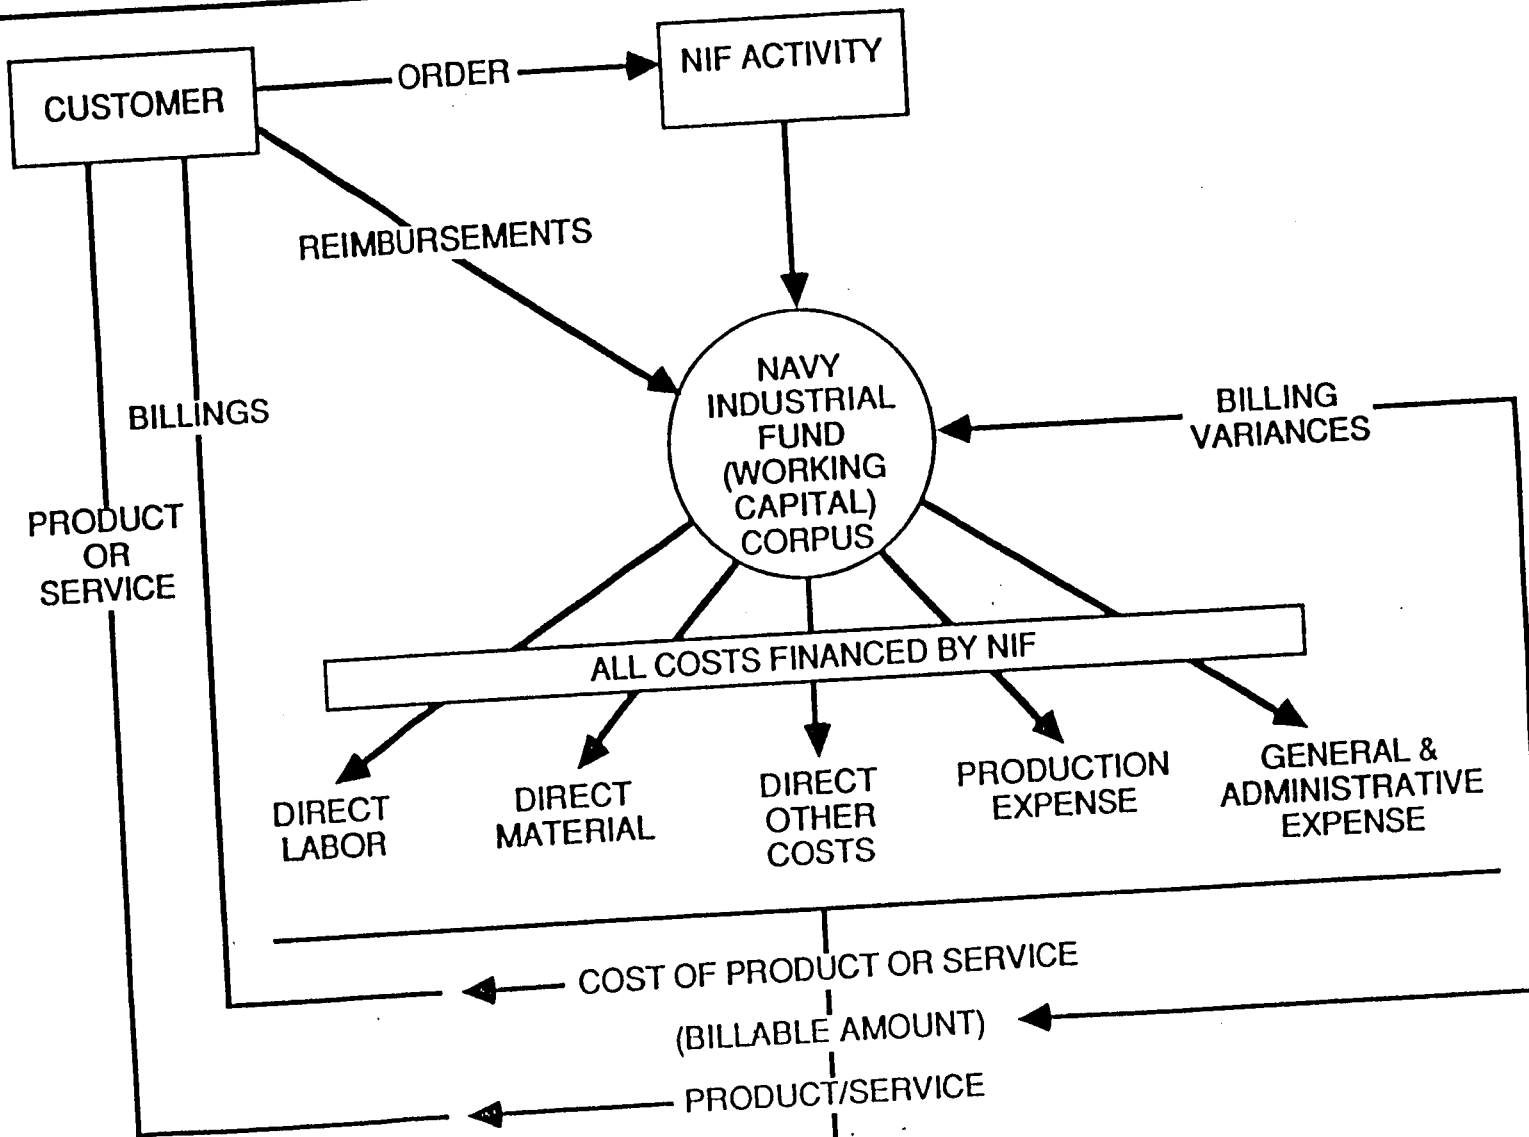 CUSTOMER
ORDER
NIF ACTIVITY
REIMBURSEMENTS
NAVY
INDUSTRIAL
FUND
(WORKING
CAPITAL)
CORPUS
BILLINGS
BILLING
VARIANCES
PRODUCT
OR
SERVICE
ALL COSTS FINANCED BY NIF
DIRECT
LABOR
DIRECT
MATERIAL
DIRECT
OTHER
COSTS
PRODUCTION
EXPENSE
GENERAL &
ADMINISTRATIVE
EXPENSE
COST OF PRODUCT OR SERVICE
(BILLABLE AMOUNT)
PRODUCT/SERVICE